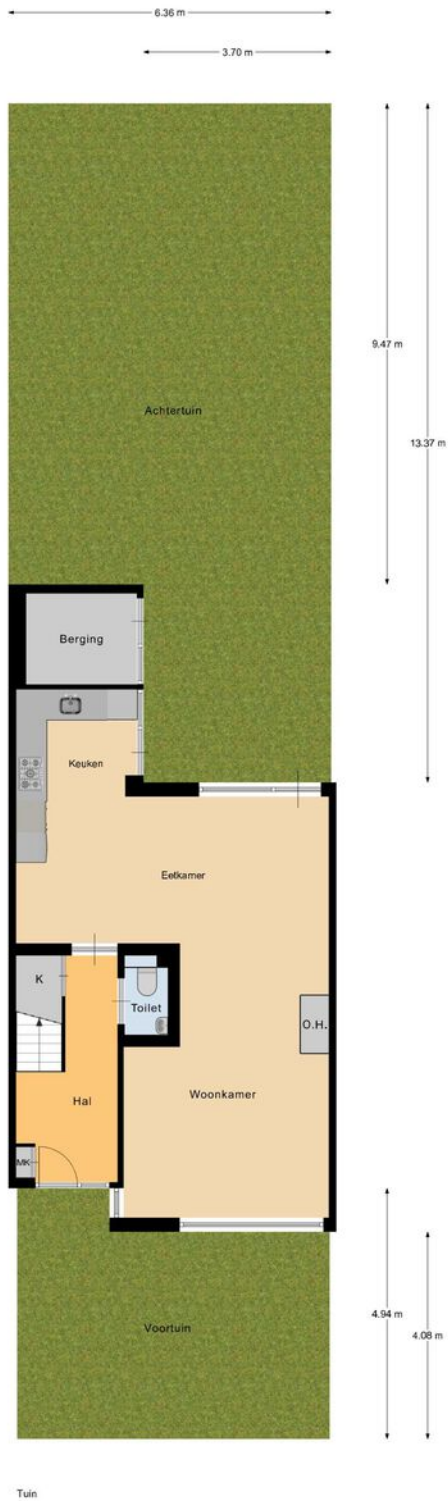 6.36 m
3.70 m
9.47 m
Achtertuin
13.37 m
Berging
Keuken
Eetkamer
K
Toilet
O.H.
Woonkamer
Hal
MK
4.94 m
Voortuin
4.08 m
Tuin